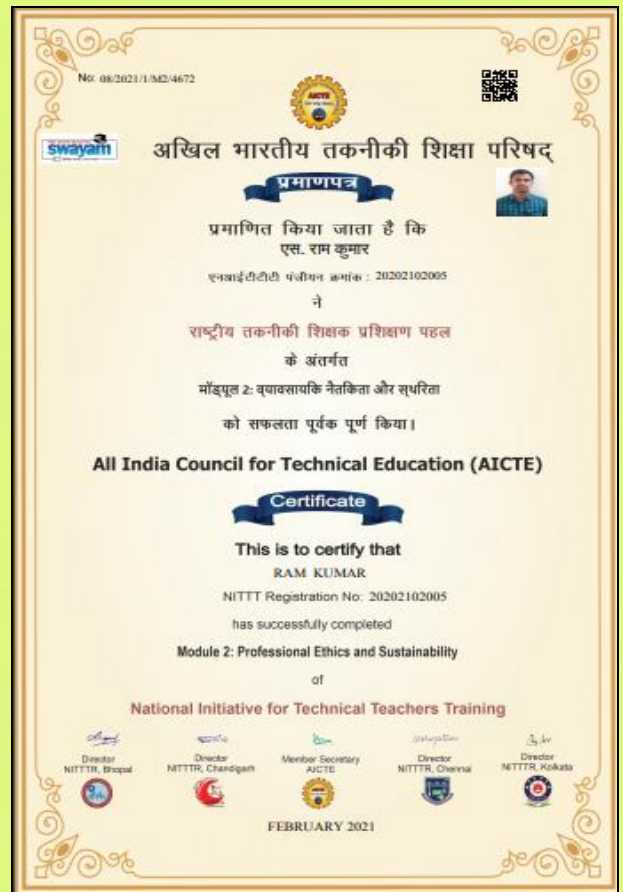 No: 08/2021/1/M2/4672
AICTE
swayam
अखिल भारतीय तकनीकी शिक्षा परिषद्
प्रमाणपत्र
प्रमाणित किया जाता है कि
एस. राम कुमार
एनआईटीटीटी पंजीयन क्रमांक : 20202102005
ने
राष्ट्रीय तकनीकी शिक्षक प्रशिक्षण पहल
के अंतर्गत
मॉड्यूल 2: व्यावसायकि नैतकिता और स्थरिता
को सफलता पूर्वक पूर्ण किया।
All India Council for Technical Education (AICTE)
Certificate
This is to certify that
RAM KUMAR
NITTT Registration No: 20202102005
has successfully completed
Module 2: Professional Ethics and Sustainability
of
National Initiative for Technical Teachers Training
Director Director Member Secretary Director Director
NITTTR, Bhopal NITTTR, Chandigarh AICTE NITTTR, Chennai NITTTR, Kolkata
FEBRUARY 2021